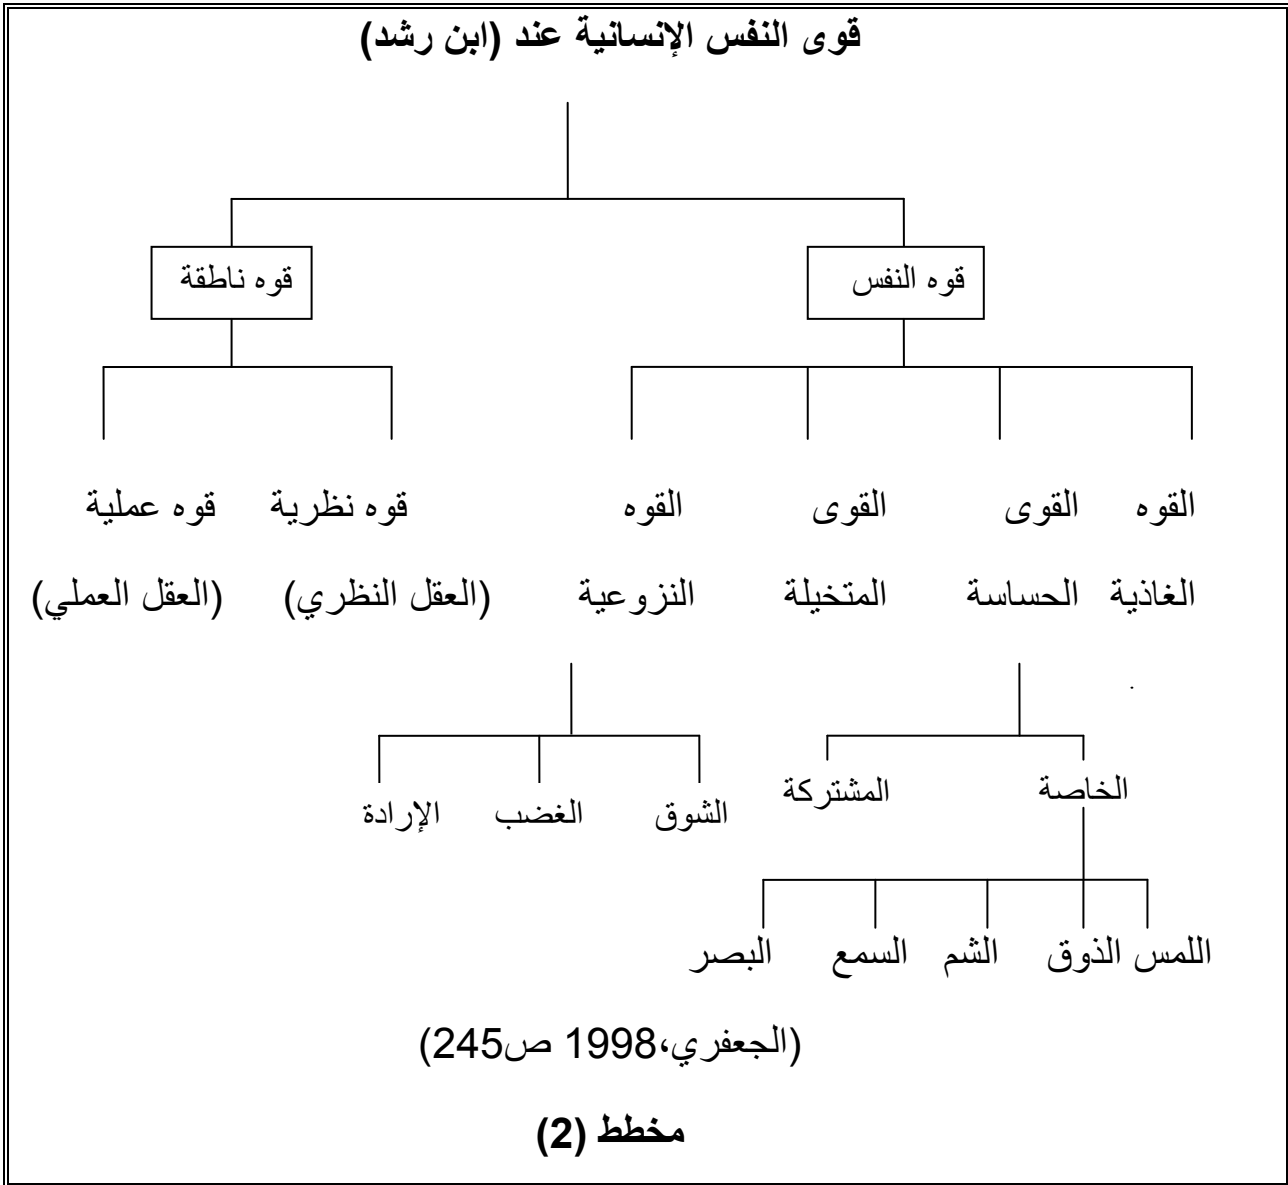 قوى النفس الإنسانية عند (ابن رشد)
قوه النفس قوه ناطقة
القوه القوى القوى القوه قوه نظرية قوه عملية
الغاذية الحساسة المتخيلة النزوعية (العقل النظري) (العقل العملي)
الخاصة المشتركة الشوق الغضب الإرادة
اللمس الذوق الشم السمع البصر
(الجعفري،1998 ص245)
مخطط (2)